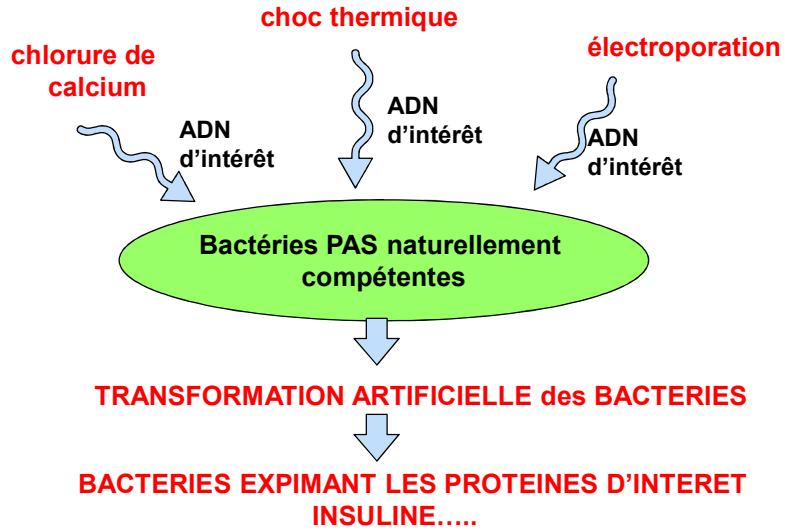 choc thermique
chlorure de
calcium
électroporation
ADN
d'intérêt
ADN
d'intérêt
ADN
d'intérêt
Bactéries PAS naturellement
compétentes
TRANSFORMATION ARTIFICIELLE des BACTERIES
BACTERIES EXPIMANT LES PROTEINES D'INTERET
INSULINE…..